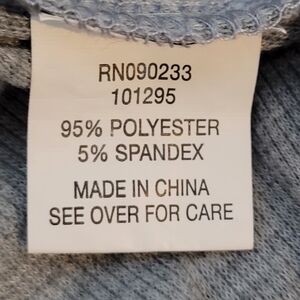 RN090233
101295
95% POLYESTER
5% SPANDEX
MADE IN CHINA
SEE OVER FOR CARE